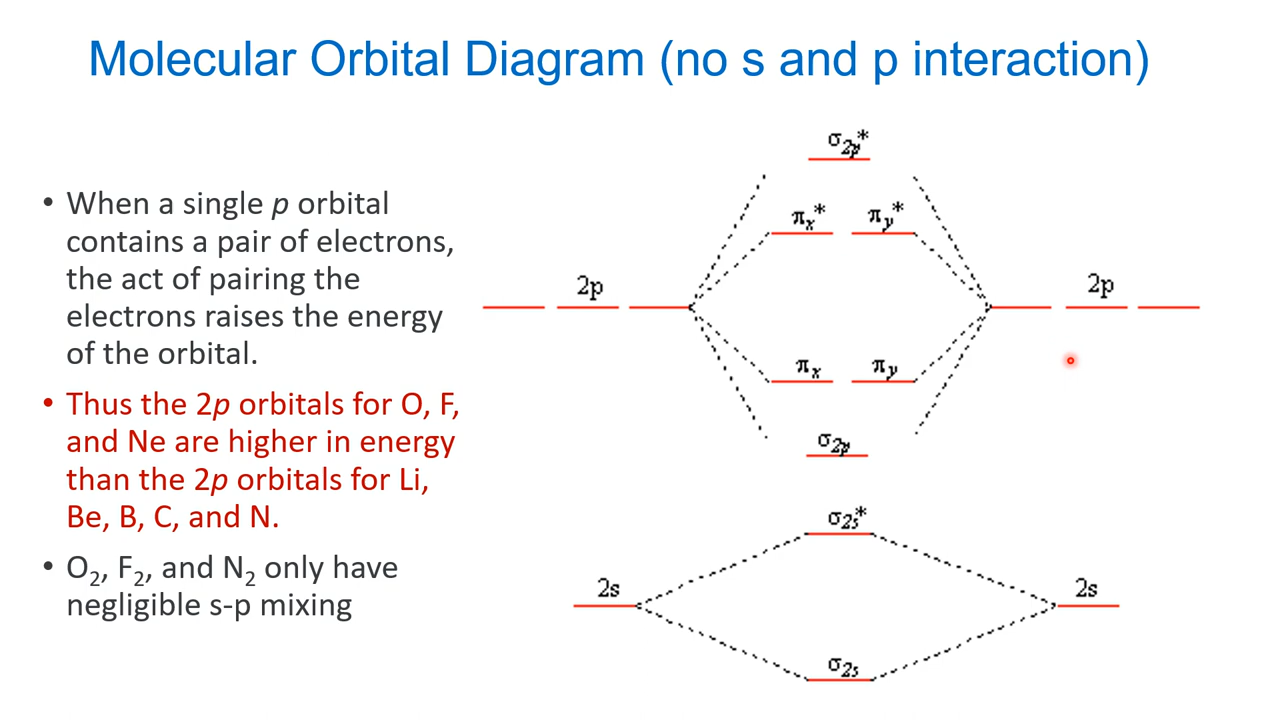 Molecular Orbital Diagram (no s and p interaction)
• When a single p orbital
contains a pair of electrons,
the act of pairing the
electrons raises the energy
of the orbital.
• Thus the 2p orbitals for O, F,
and Ne are higher in energy
than the 2p orbitals for Li,
Be, B, C, and N.
• O₂, F₂, and N₂ only have
negligible s-p mixing
σ₂ₚ*
πₓ* π_y*
2p 2p
πₓ π_y
σ₂ₚ
σ₂ₛ*
2s 2s
σ₂ₛ